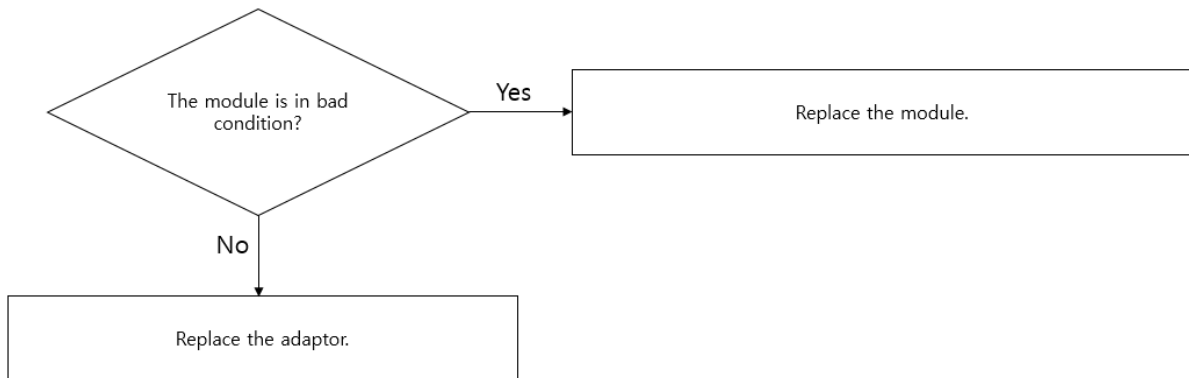 The module is in bad
condition?
Yes
Replace the module.
No
Replace the adaptor.